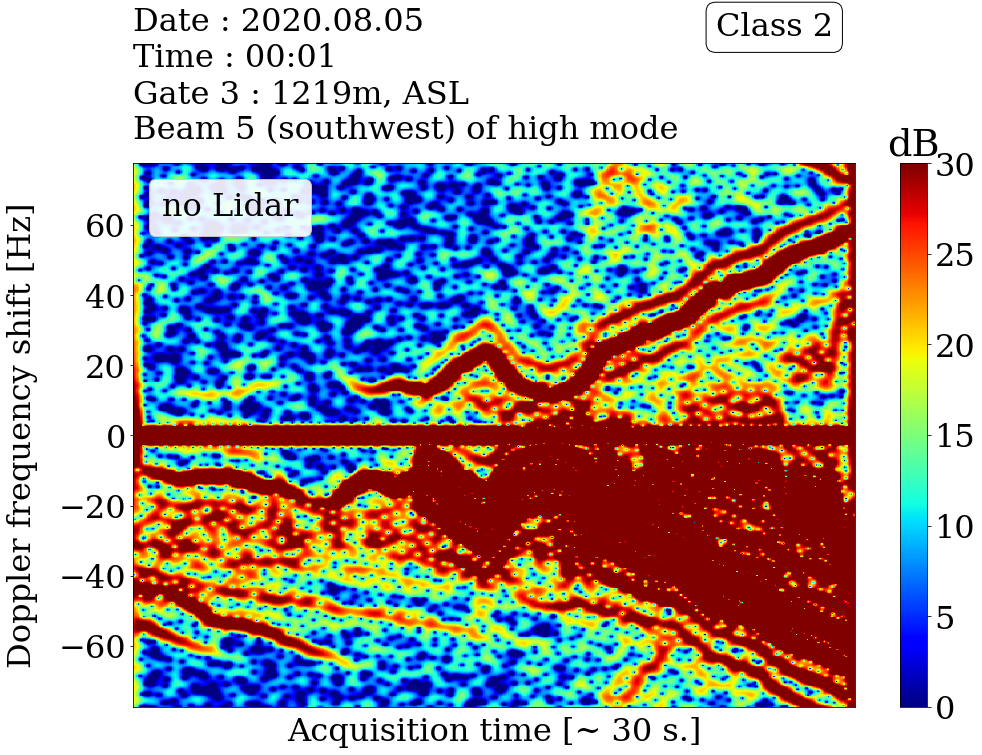 Date : 2020.08.05
Time : 00:01
Gate 3 : 1219m, ASL
Beam 5 (southwest) of high mode
Class 2
dB
no Lidar
Doppler frequency shift [Hz]
60
40
20
0
−20
−40
−60
30
25
20
15
10
5
0
Acquisition time [~ 30 s.]